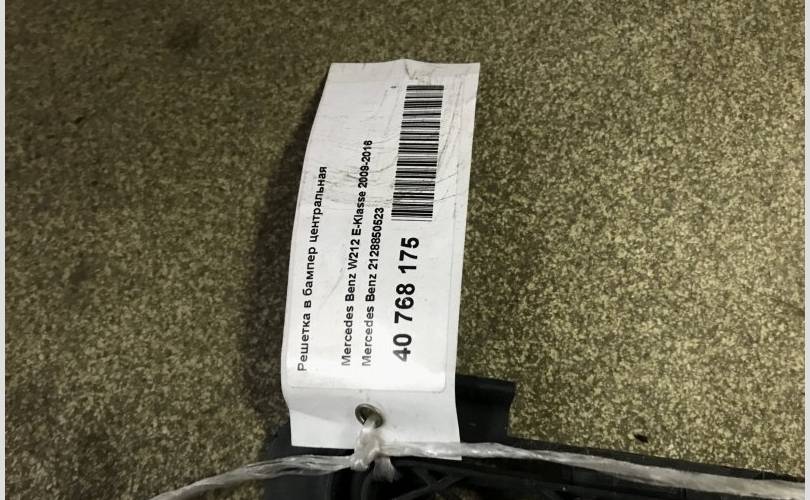 Решетка в бампер центральная
Mercedes Benz W212 E-Klasse 2009-2016
Mercedes Benz 2128850523
40 768 175